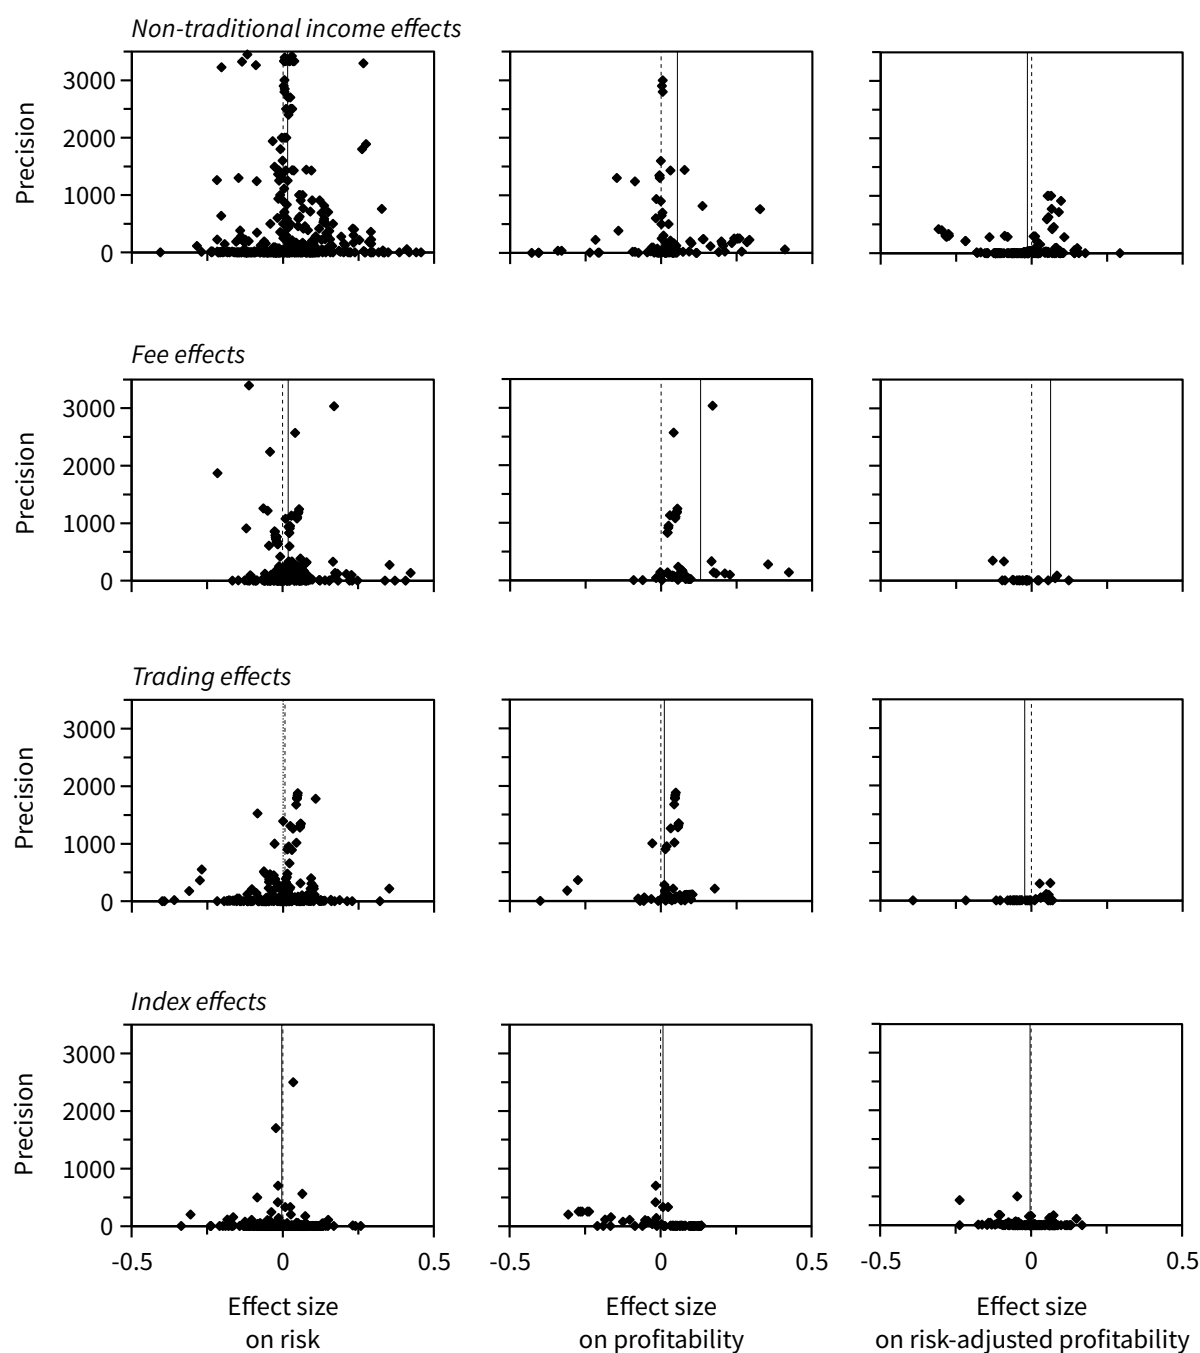 Non-traditional income effects
Precision
3000
2000
1000
0
Fee effects
Precision
3000
2000
1000
0
Trading effects
Precision
3000
2000
1000
0
Index effects
Precision
3000
2000
1000
0
-0.5 0 0.5 -0.5 0 0.5 -0.5 0 0.5
Effect size Effect size Effect size
on risk on profitability on risk-adjusted profitability